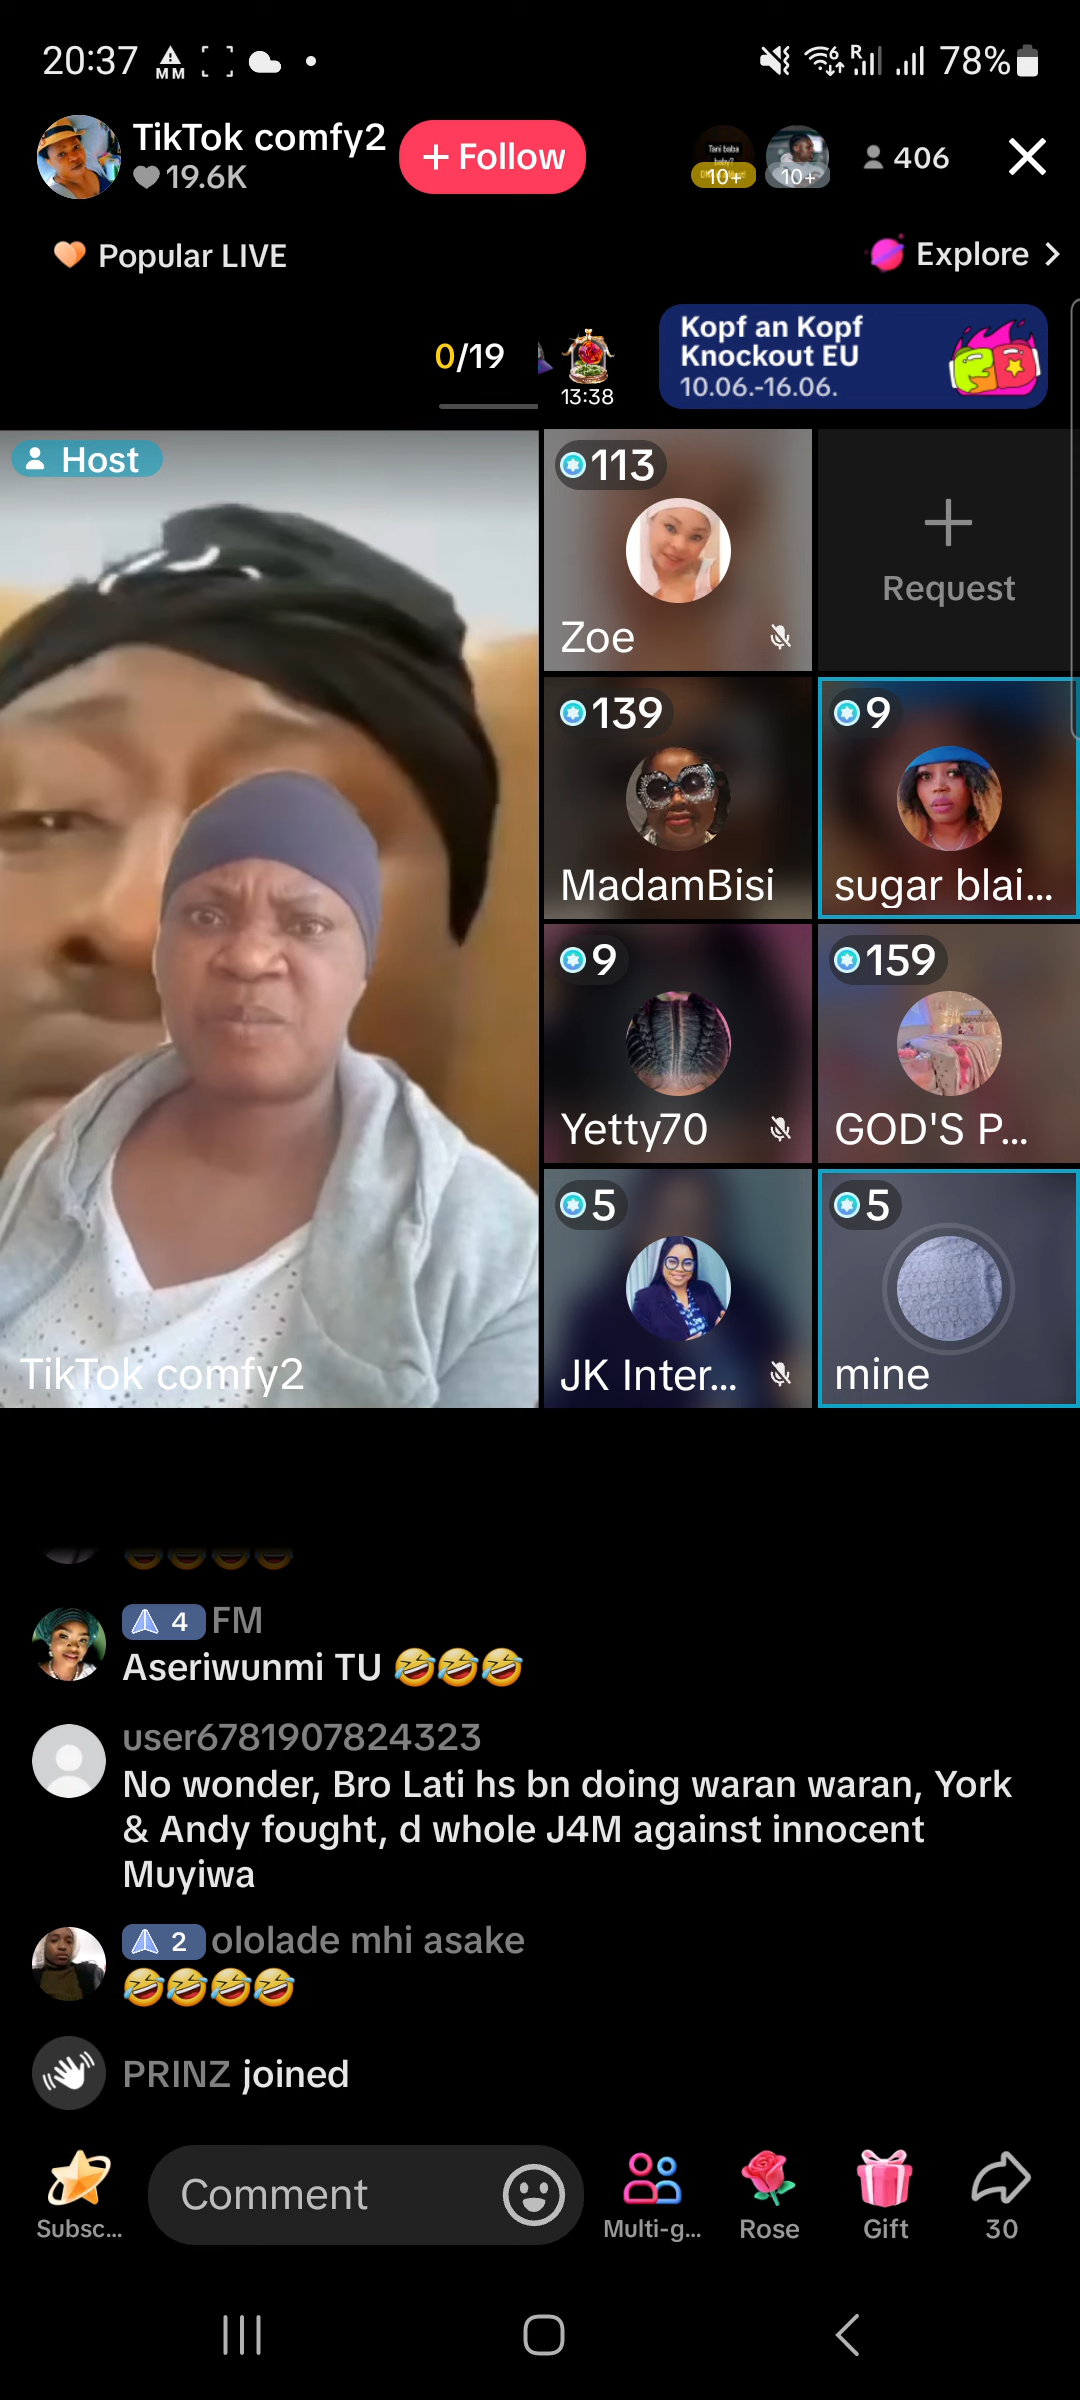 20:37
MM
R
78%
TikTok comfy2
19.6K
+ Follow
10+
10+
406
Popular LIVE
Explore >
0/19
13:38
Kopf an Kopf
Knockout EU
10.06.-16.06.
Host
TikTok comfy2
113
Zoe
+
Request
139
MadamBisi
9
sugar blai...
9
Yetty70
159
GOD'S P...
5
JK Inter...
5
mine
4 FM
Aseriwunmi TU 🤣🤣🤣
user6781907824323
No wonder, Bro Lati hs bn doing waran waran, York
& Andy fought, d whole J4M against innocent
Muyiwa
2 ololade mhi asake
🤣🤣🤣🤣
PRINZ joined
Subsc...
Comment
Multi-g...
Rose
Gift
30